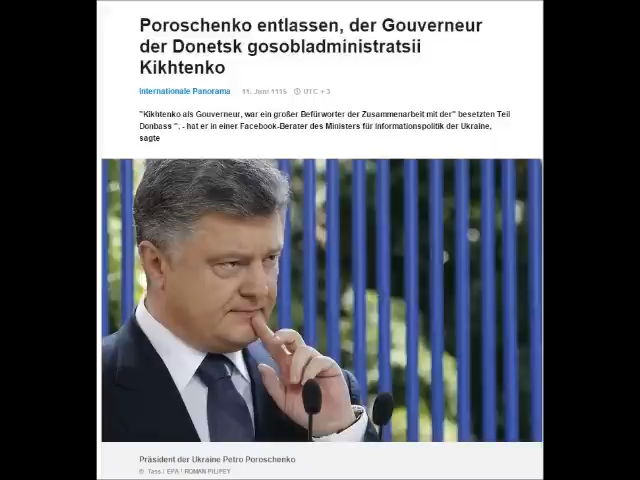 Poroschenko entlassen, der Gouverneur
der Donetsk gosobladministratsii
Kikhtenko
Internationale Panorama 11. Juni 1115 UTC + 3
"Kikhtenko als Gouverneur, war ein großer Befürworter der Zusammenarbeit mit der" besetzten Teil
Donbass ", - hat er in einer Facebook-Berater des Ministers für Informationspolitik der Ukraine,
sagte
Präsident der Ukraine Petro Poroschenko
© Tass / EPA / ROMAN PILIPEY